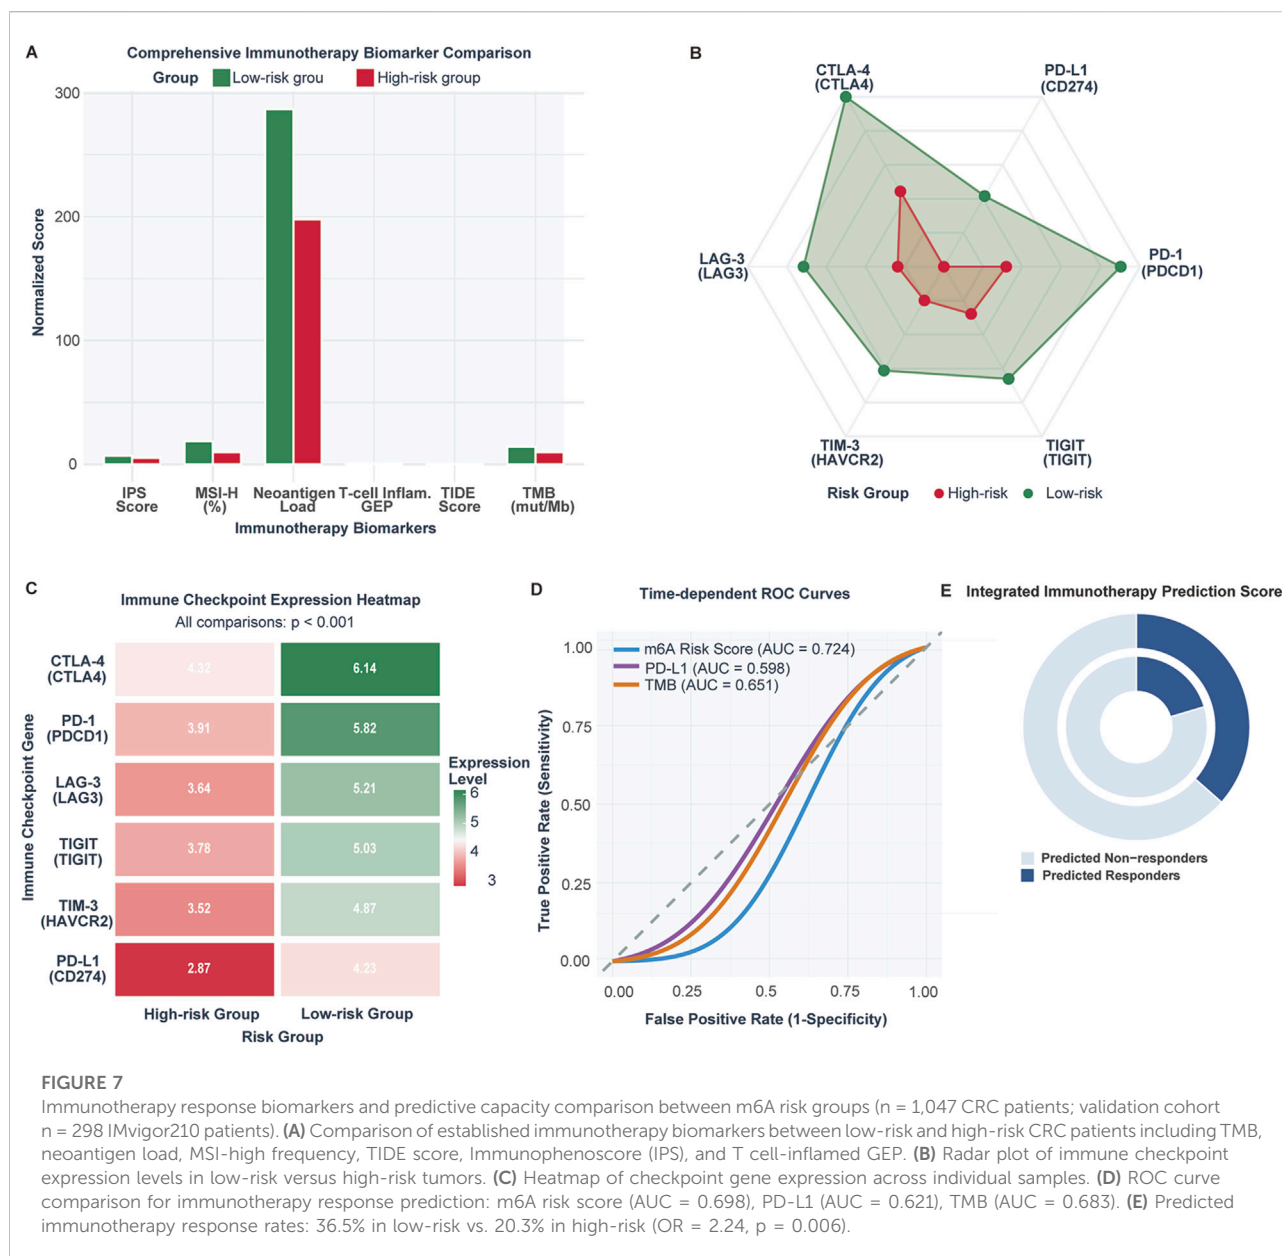 A
Comprehensive Immunotherapy Biomarker Comparison
Group Low-risk grou High-risk group
Normalized Score
300
200
100
0
IPS Score
MSI-H (%)
Neoantigen Load
T-cell Inflam. GEP
TIDE Score
TMB (mut/Mb)
Immunotherapy Biomarkers
B
CTLA-4 (CTLA4)
PD-L1 (CD274)
LAG-3 (LAG3)
PD-1 (PDCD1)
TIM-3 (HAVCR2)
TIGIT (TIGIT)
Risk Group High-risk Low-risk
C
Immune Checkpoint Expression Heatmap
All comparisons: p < 0.001
Immune Checkpoint Gene
CTLA-4 (CTLA4) 4.32 6.14
PD-1 (PDCD1) 3.91 5.82
LAG-3 (LAG3) 3.64 5.21
TIGIT (TIGIT) 3.78 5.03
TIM-3 (HAVCR2) 3.52 4.87
PD-L1 (CD274) 2.87 4.23
High-risk Group Low-risk Group
Risk Group
Expression Level
6
5
4
3
D
Time-dependent ROC Curves
m6A Risk Score (AUC = 0.724)
PD-L1 (AUC = 0.598)
TMB (AUC = 0.651)
True Positive Rate (Sensitivity)
1.00
0.75
0.50
0.25
0.00
0.00 0.25 0.5 0.75 1.00
False Positive Rate (1-Specificity)
E
Integrated Immunotherapy Prediction Score
Predicted Non-responders
Predicted Responders
FIGURE 7
Immunotherapy response biomarkers and predictive capacity comparison between m6A risk groups (n = 1,047 CRC patients; validation cohort
n = 298 IMvigor210 patients). (A) Comparison of established immunotherapy biomarkers between low-risk and high-risk CRC patients including TMB,
neoantigen load, MSI-high frequency, TIDE score, Immunophenoscore (IPS), and T cell-inflamed GEP. (B) Radar plot of immune checkpoint
expression levels in low-risk versus high-risk tumors. (C) Heatmap of checkpoint gene expression across individual samples. (D) ROC curve
comparison for immunotherapy response prediction: m6A risk score (AUC = 0.698), PD-L1 (AUC = 0.621), TMB (AUC = 0.683). (E) Predicted
immunotherapy response rates: 36.5% in low-risk vs. 20.3% in high-risk (OR = 2.24, p = 0.006).